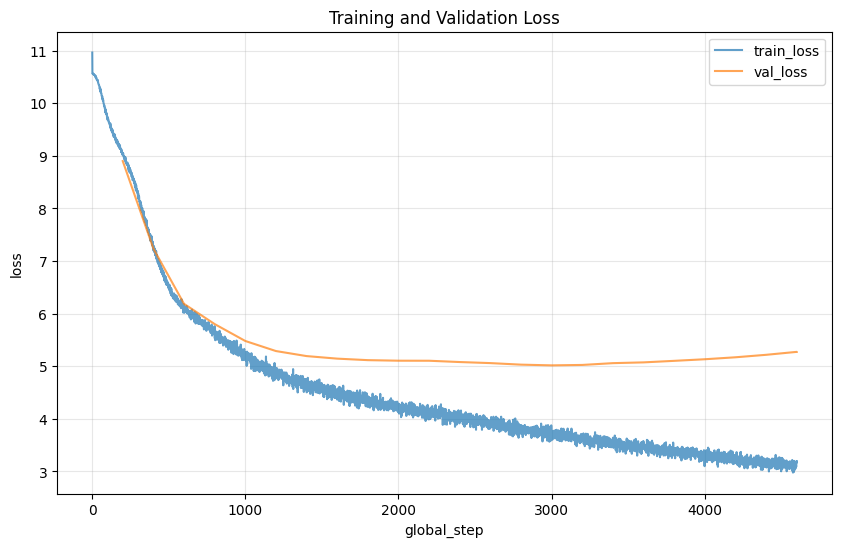 Training and Validation Loss
train_loss
val_loss
loss
11
10
9
8
7
6
5
4
3
0 1000 2000 3000 4000
global_step